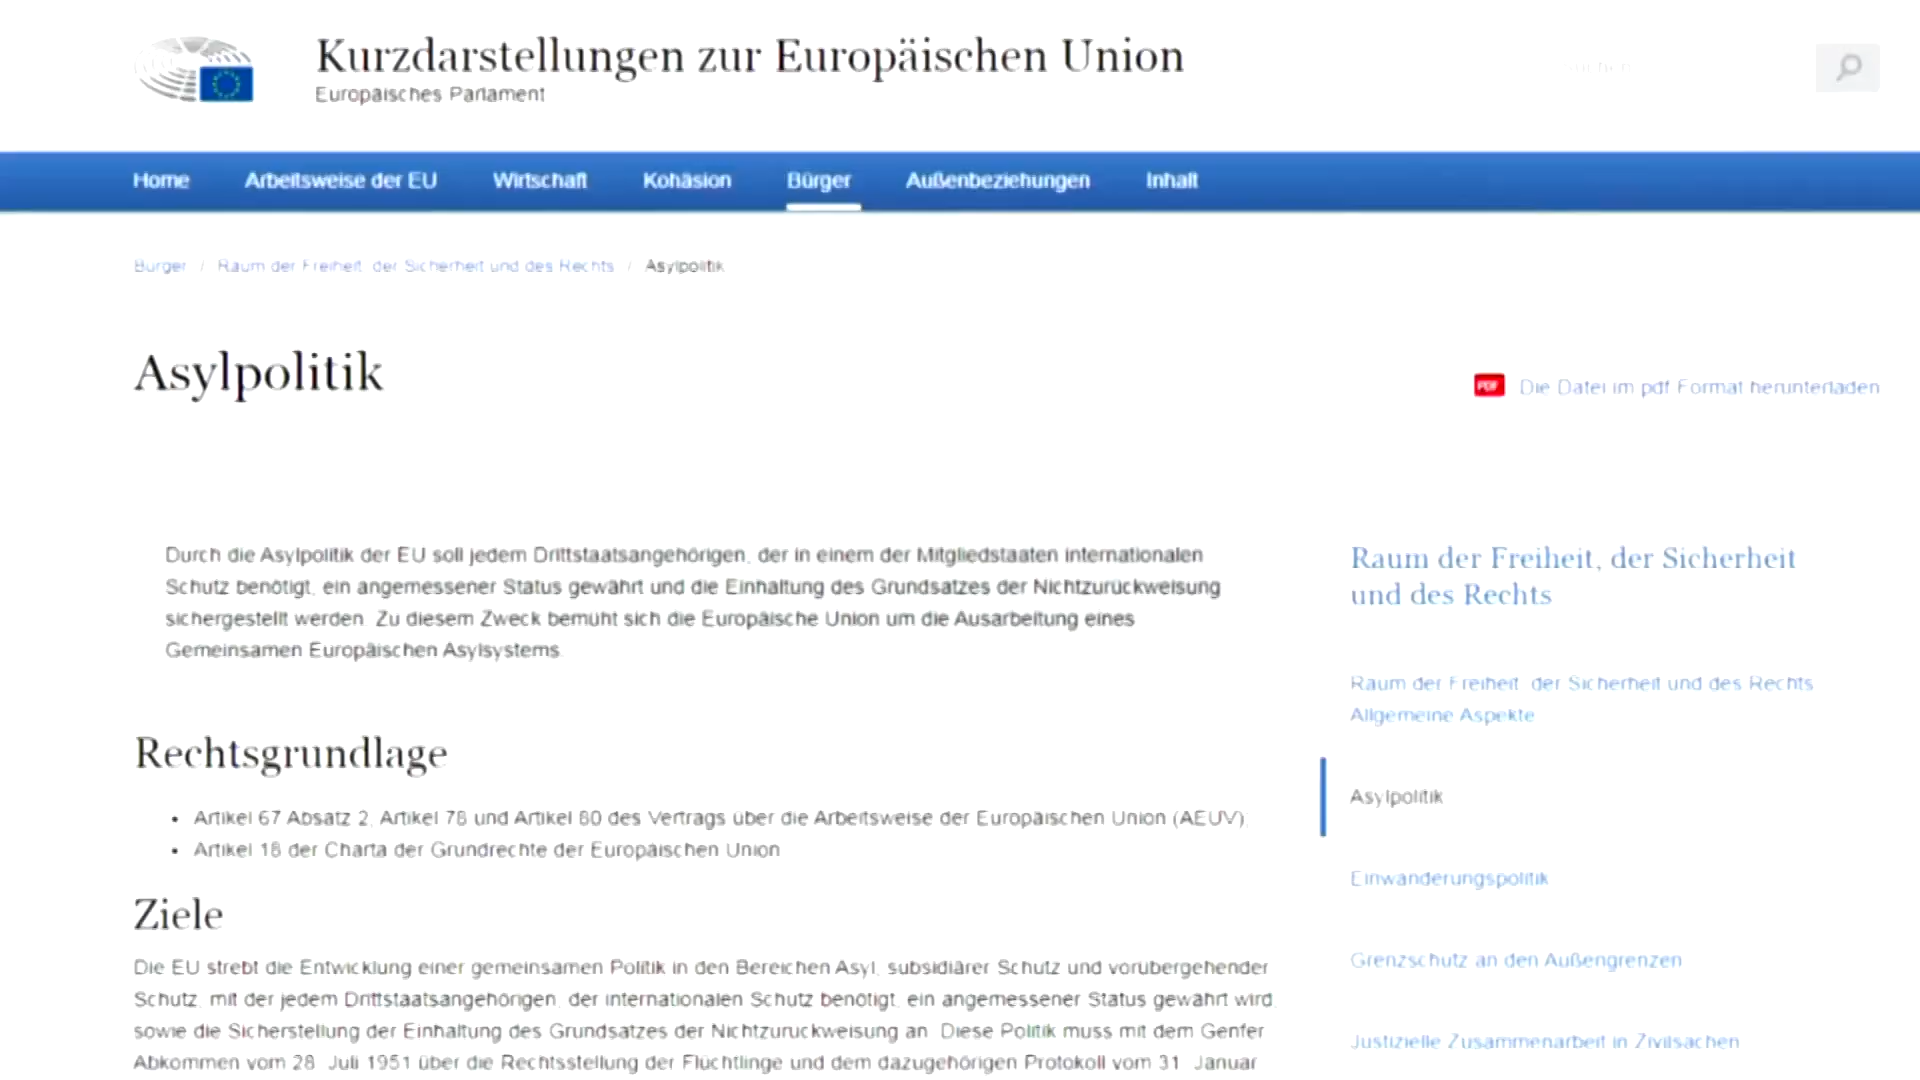 Kurzdarstellungen zur Europäischen Union
Europäisches Parlament
Home Arbeitsweise der EU Wirtschaft Kohäsion Bürger Außenbeziehungen Inhalt
Bürger / Raum der Freiheit, der Sicherheit und des Rechts / Asylpolitik
Asylpolitik
PDF Die Datei im pdf Format herunterladen
Durch die Asylpolitik der EU soll jedem Drittstaatsangehörigen, der in einem der Mitgliedstaaten internationalen
Schutz benötigt, ein angemessener Status gewährt und die Einhaltung des Grundsatzes der Nichtzurückweisung
sichergestellt werden. Zu diesem Zweck bemüht sich die Europäische Union um die Ausarbeitung eines
Gemeinsamen Europäischen Asylsystems.
Rechtsgrundlage
• Artikel 67 Absatz 2, Artikel 78 und Artikel 80 des Vertrags über die Arbeitsweise der Europäischen Union (AEUV);
• Artikel 18 der Charta der Grundrechte der Europäischen Union
Ziele
Die EU strebt die Entwicklung einer gemeinsamen Politik in den Bereichen Asyl, subsidiärer Schutz und vorübergehender
Schutz, mit der jedem Drittstaatsangehörigen, der internationalen Schutz benötigt, ein angemessener Status gewährt wird,
sowie die Sicherstellung der Einhaltung des Grundsatzes der Nichtzurückweisung an. Diese Politik muss mit dem Genfer
Abkommen vom 28. Juli 1951 über die Rechtsstellung der Flüchtlinge und dem dazugehörigen Protokoll vom 31. Januar
Raum der Freiheit, der Sicherheit
und des Rechts
Raum der Freiheit, der Sicherheit und des Rechts
Allgemeine Aspekte
Asylpolitik
Einwanderungspolitik
Grenzschutz an den Außengrenzen
Justizielle Zusammenarbeit in Zivilsachen